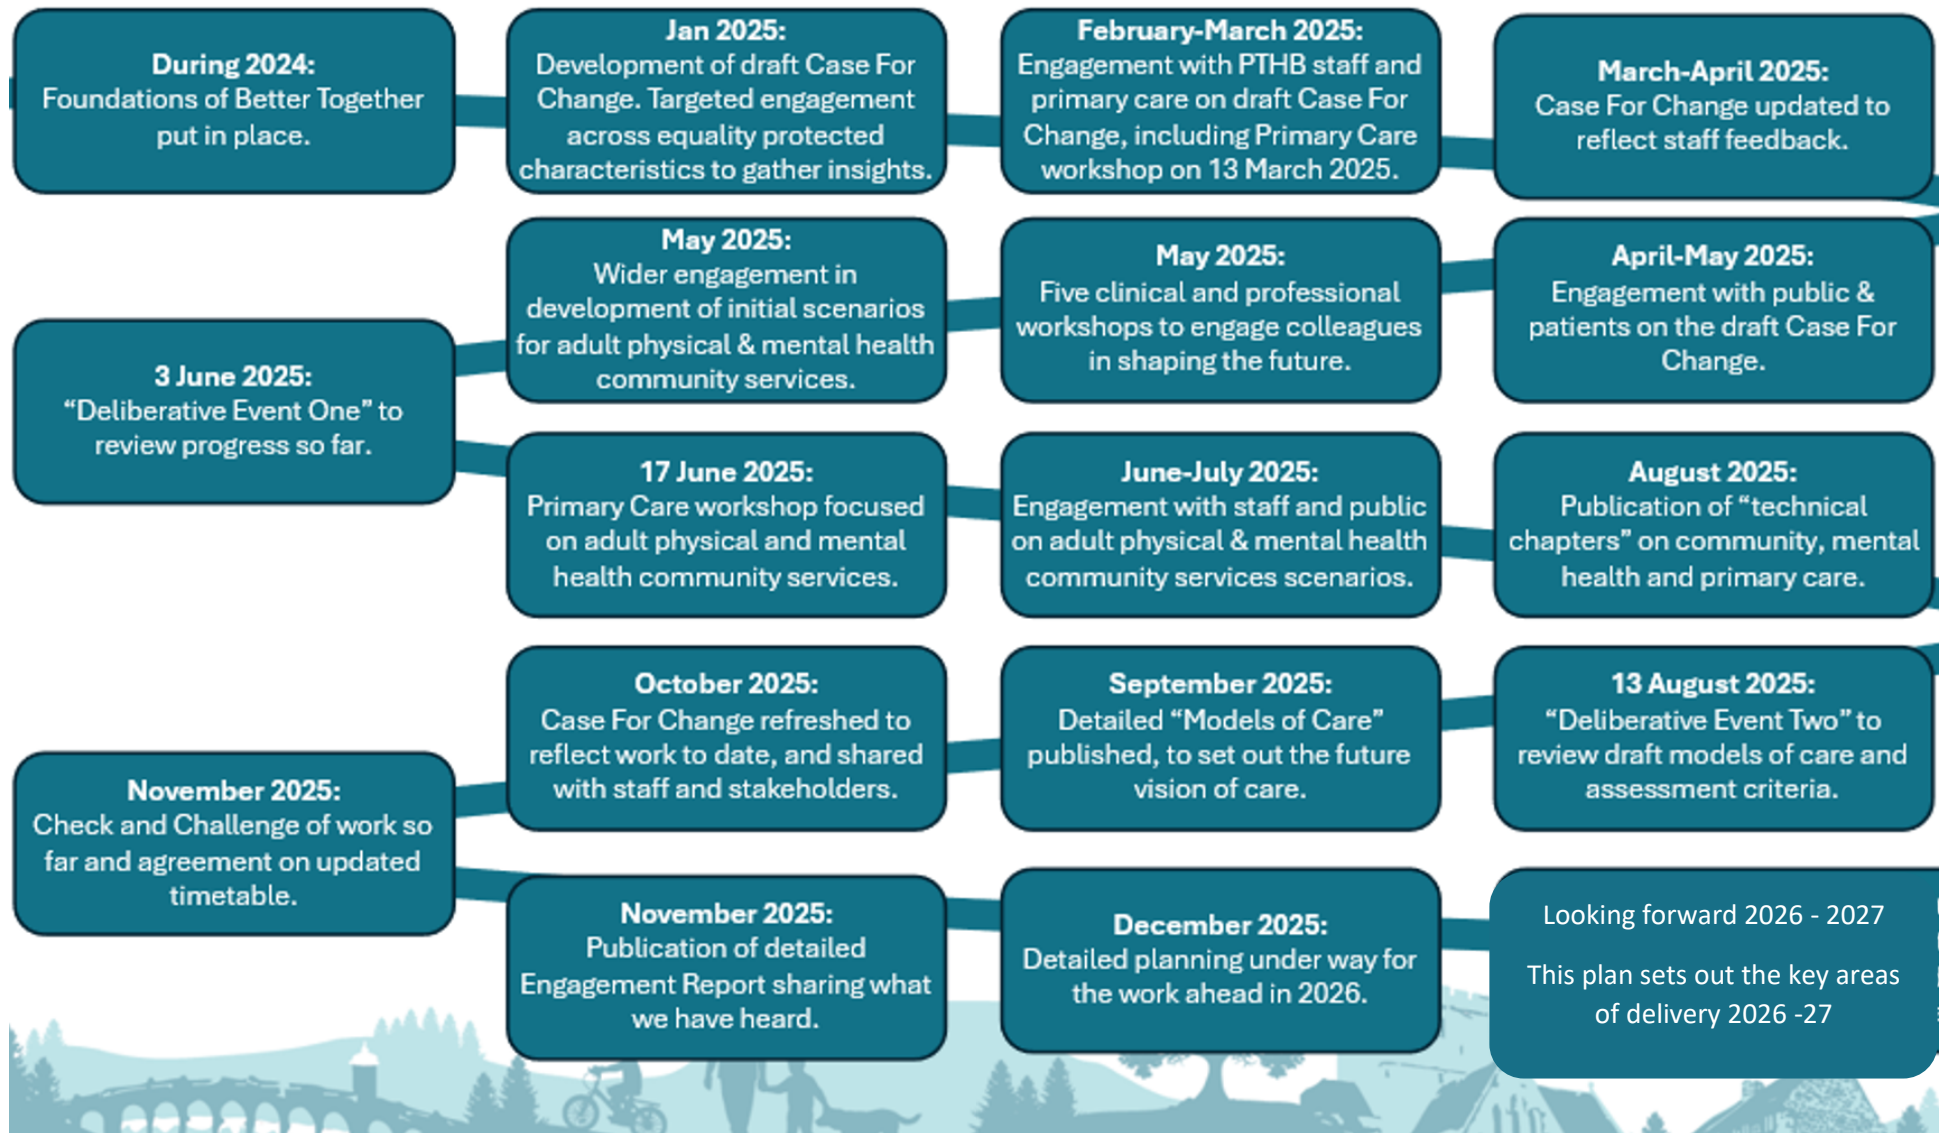 During 2024:
Foundations of Better Together
put in place.
Jan 2025:
Development of draft Case For
Change. Targeted engagement
across equality protected
characteristics to gather insights.
February-March 2025:
Engagement with PTHB staff and
primary care on draft Case For
Change, including Primary Care
workshop on 13 March 2025.
March-April 2025:
Case For Change updated to
reflect staff feedback.
April-May 2025:
Engagement with public &
patients on the draft Case For
Change.
May 2025:
Five clinical and professional
workshops to engage colleagues
in shaping the future.
May 2025:
Wider engagement in
development of initial scenarios
for adult physical & mental health
community services.
3 June 2025:
“Deliberative Event One” to
review progress so far.
17 June 2025:
Primary Care workshop focused
on adult physical and mental
health community services.
June-July 2025:
Engagement with staff and public
on adult physical & mental health
community services scenarios.
August 2025:
Publication of “technical
chapters” on community, mental
health and primary care.
13 August 2025:
“Deliberative Event Two” to
review draft models of care and
assessment criteria.
September 2025:
Detailed “Models of Care”
published, to set out the future
vision of care.
October 2025:
Case For Change refreshed to
reflect work to date, and shared
with staff and stakeholders.
November 2025:
Check and Challenge of work so
far and agreement on updated
timetable.
November 2025:
Publication of detailed
Engagement Report sharing what
we have heard.
December 2025:
Detailed planning under way for
the work ahead in 2026.
Looking forward 2026 - 2027
This plan sets out the key areas
of delivery 2026 -27